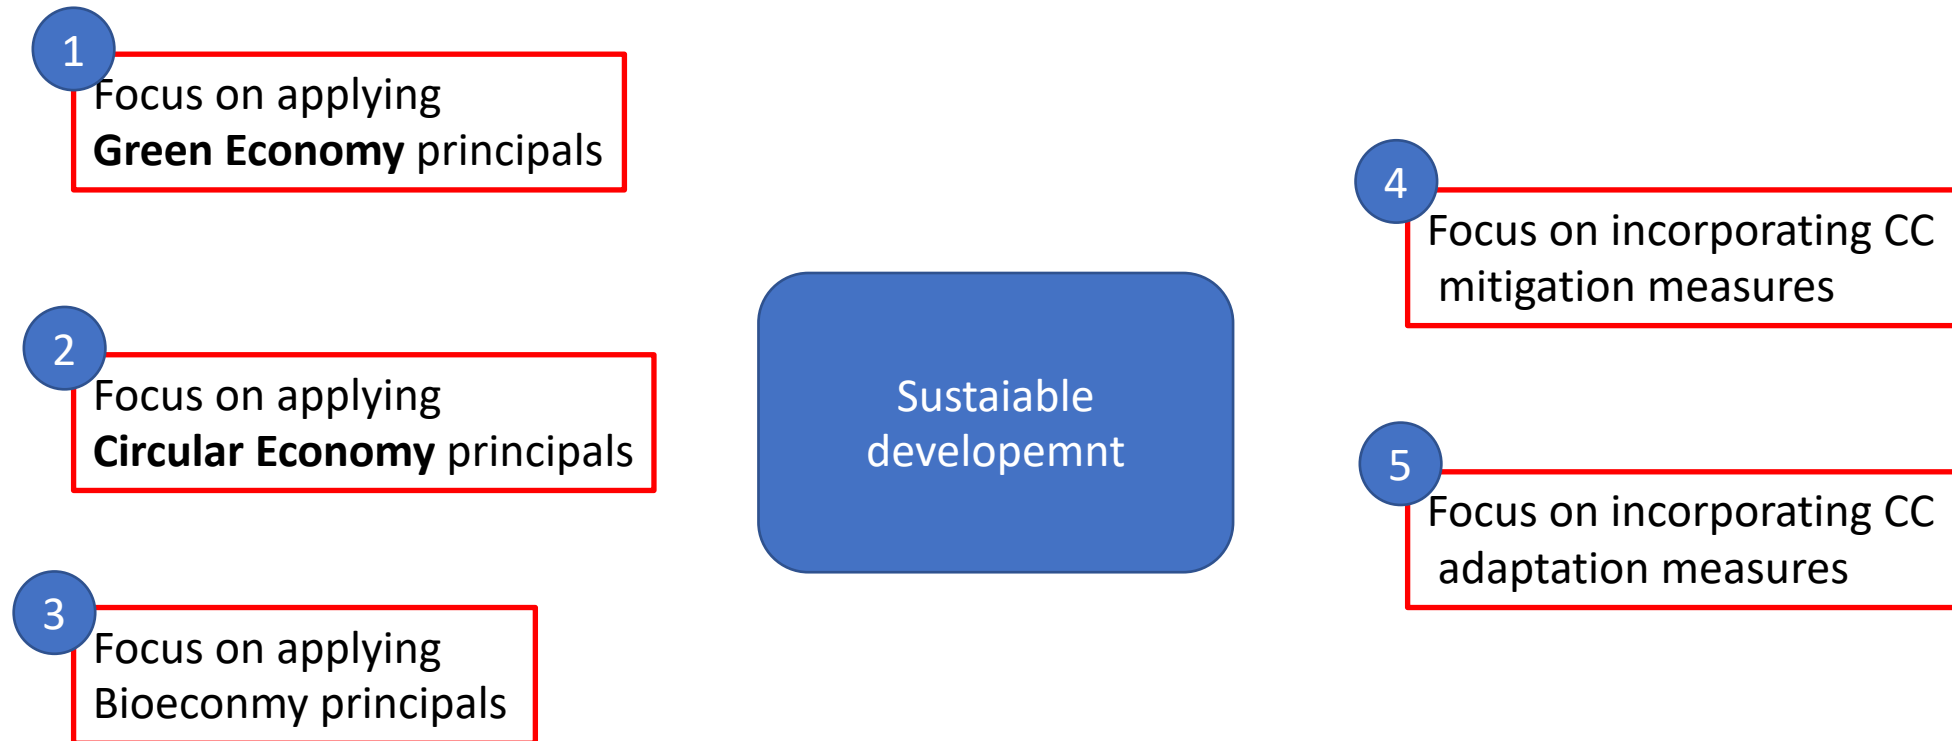 1
Focus on applying
Green Economy principals
2
Focus on applying
Circular Economy principals
3
Focus on applying
Bioeconmy principals
Sustaiable
developemnt
4
Focus on incorporating CC
mitigation measures
5
Focus on incorporating CC
adaptation measures